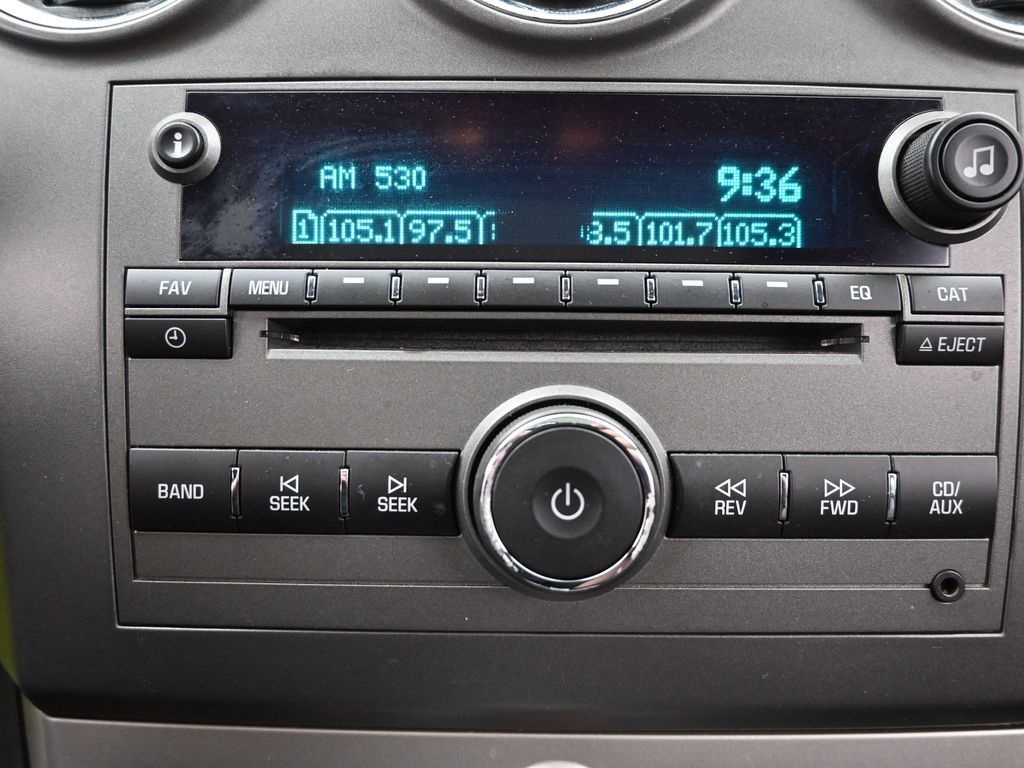 i
AM 530 9:36
1 105.1 97.5 3.5 101.7 105.3
FAV MENU EQ CAT
EJECT
BAND SEEK SEEK REV FWD CD/
AUX